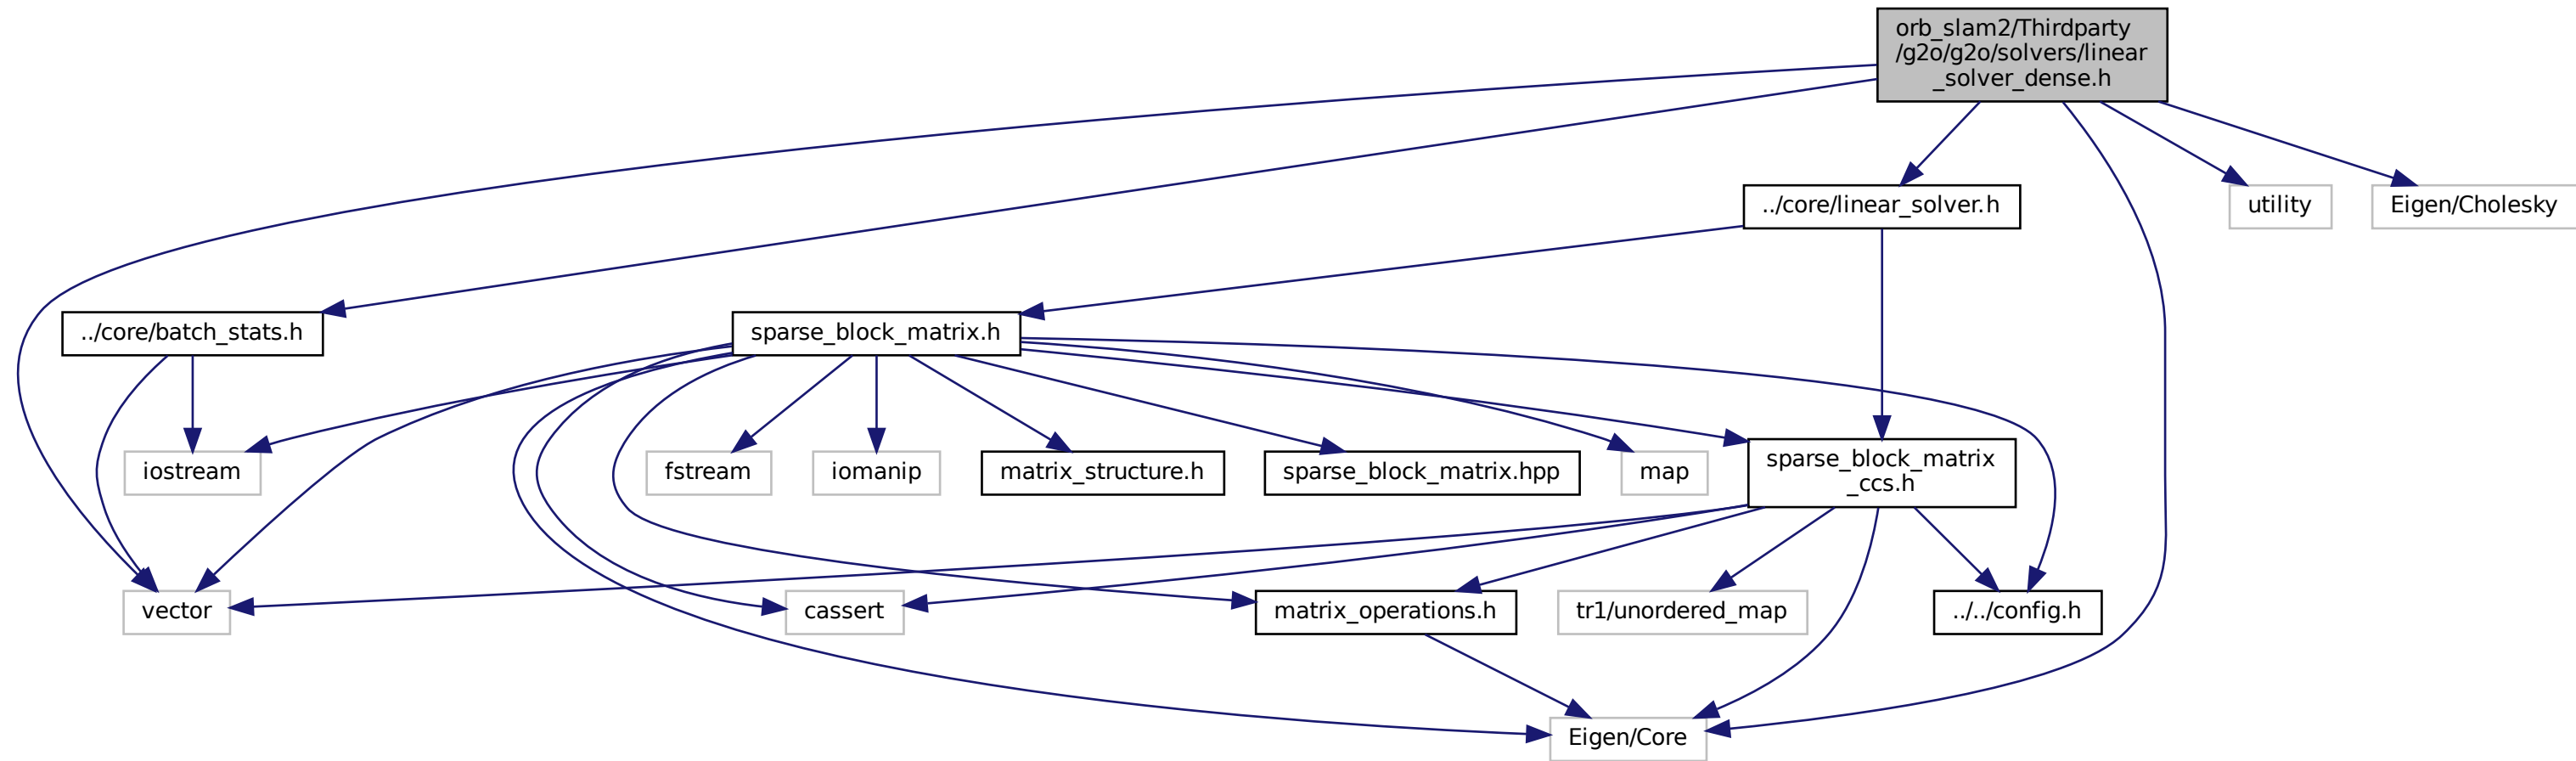 orb_slam2/Thirdparty
/g2o/g2o/solvers/linear
_solver_dense.h
../core/linear_solver.h
utility
Eigen/Cholesky
../core/batch_stats.h
sparse_block_matrix.h
iostream
fstream
iomanip
matrix_structure.h
sparse_block_matrix.hpp
map
sparse_block_matrix
_ccs.h
vector
cassert
matrix_operations.h
tr1/unordered_map
../../config.h
Eigen/Core